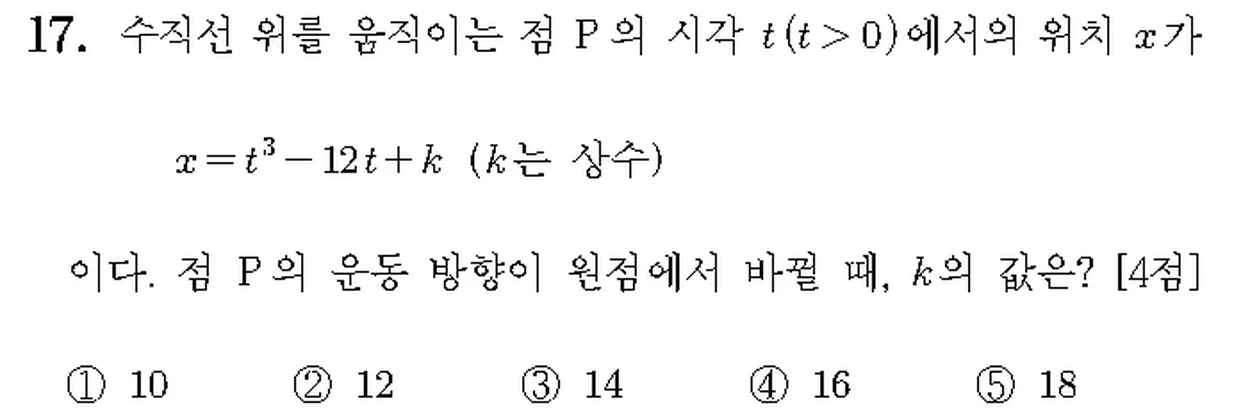 17. 수직선 위를 움직이는 점 P의 시각 t(t>0)에서의 위치 x가
x=t³-12t+k (k는 상수)
이다. 점 P의 운동 방향이 원점에서 바뀔 때, k의 값은? [4점]
① 10 ② 12 ③ 14 ④ 16 ⑤ 18